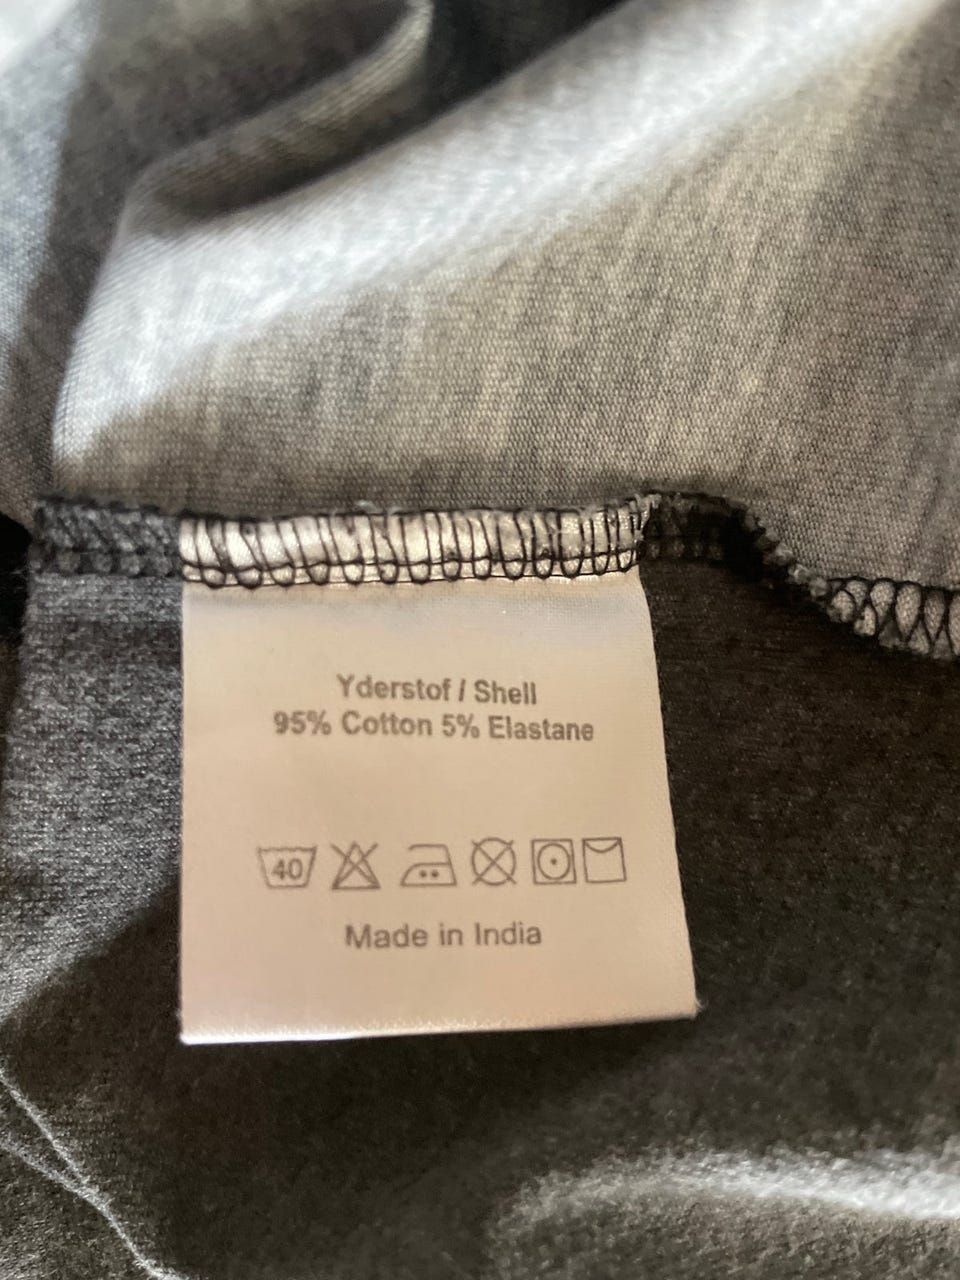 Yderstof / Shell
95% Cotton 5% Elastane
40
Made in India